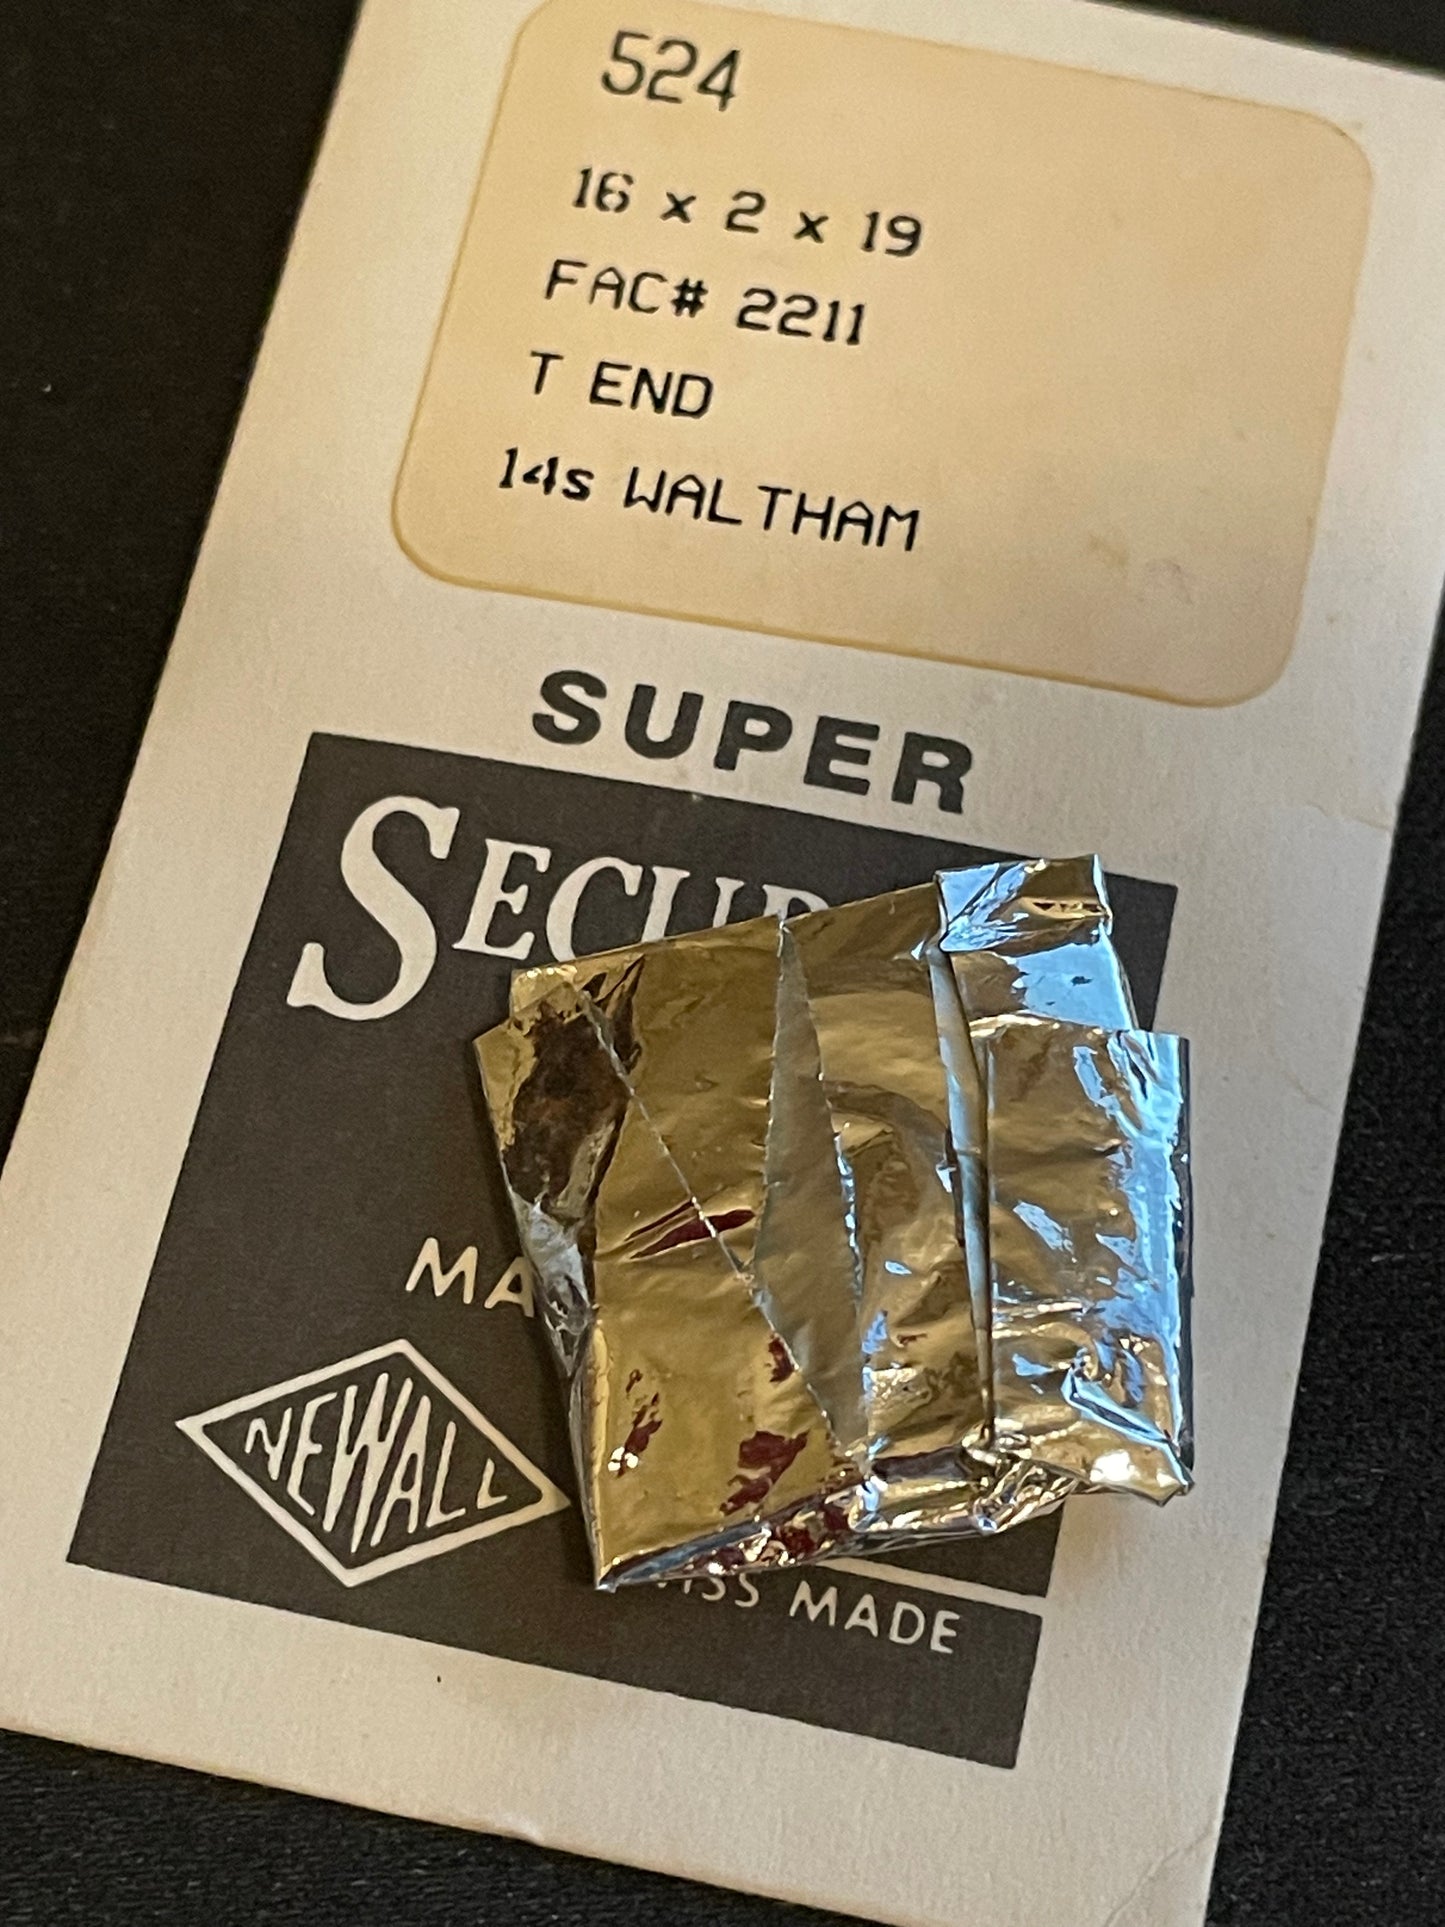 524
16 x 2 x 19
FAC# 2211
T END
14s WALTHAM
SUPER
NEWALL
SWISS MADE